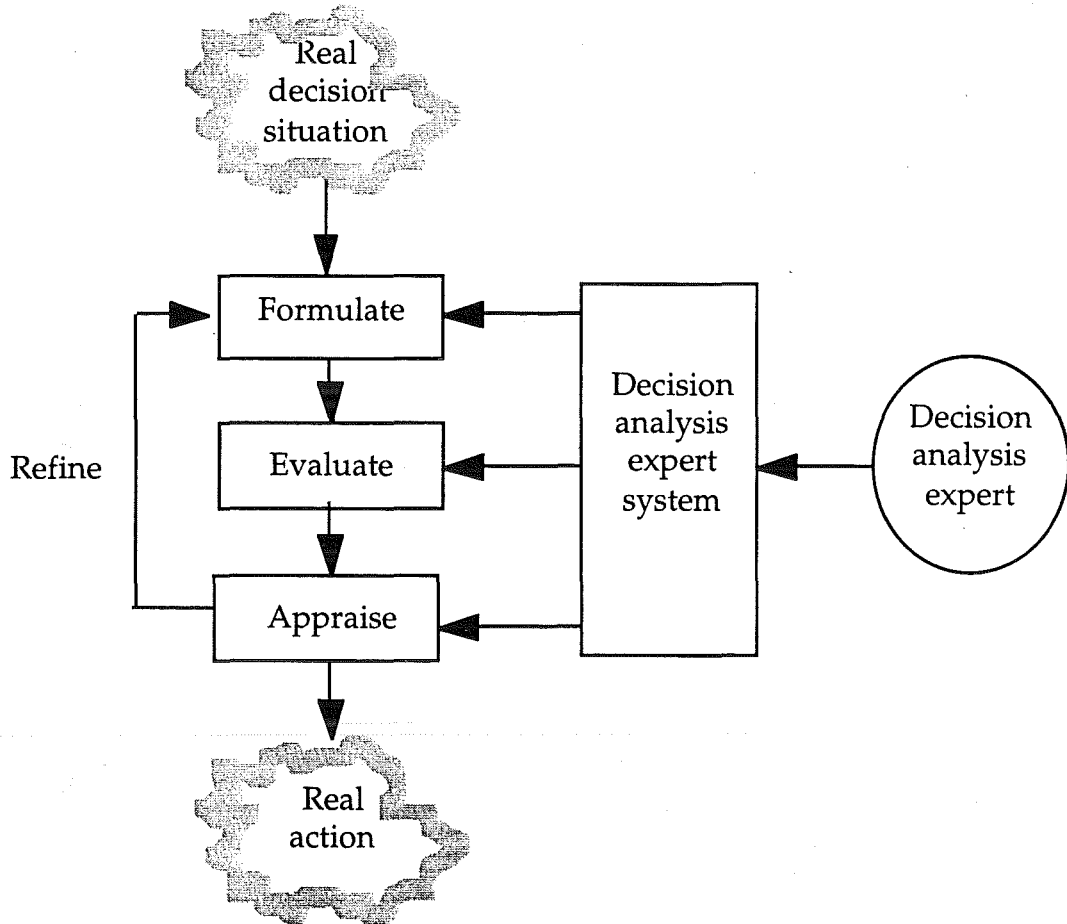 Real
decision
situation
Formulate
Evaluate
Refine
Appraise
Real
action
Decision
analysis
expert
system
Decision
analysis
expert